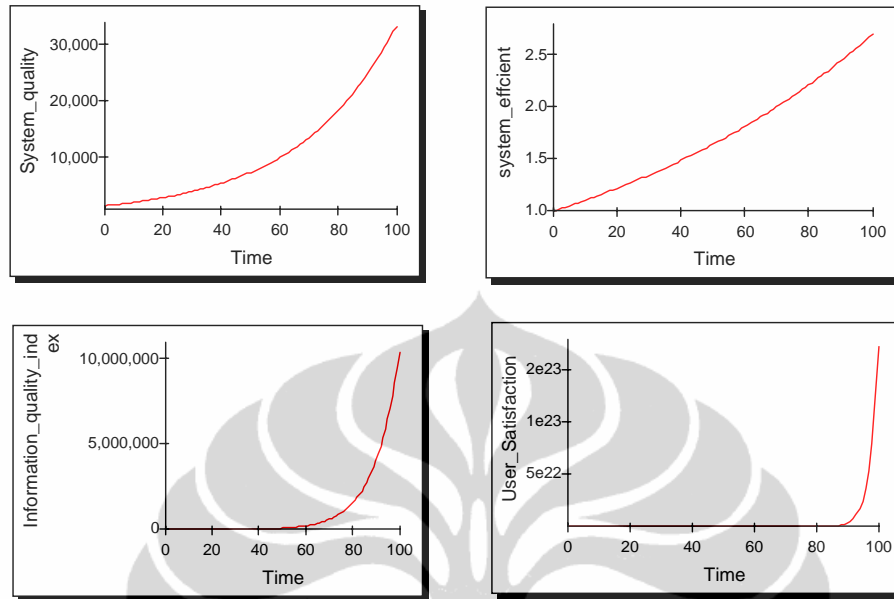 30,000
20,000
10,000
System_quality
0 20 40 60 80 100
Time
2.5
2.0
1.5
1.0
system_effcient
0 20 40 60 80 100
Time
10,000,000
5,000,000
0
Information_quality_ind
ex
0 20 40 60 80 100
Time
2e23
1e23
5e22
User_Satisfaction
0 20 40 60 80 100
Time